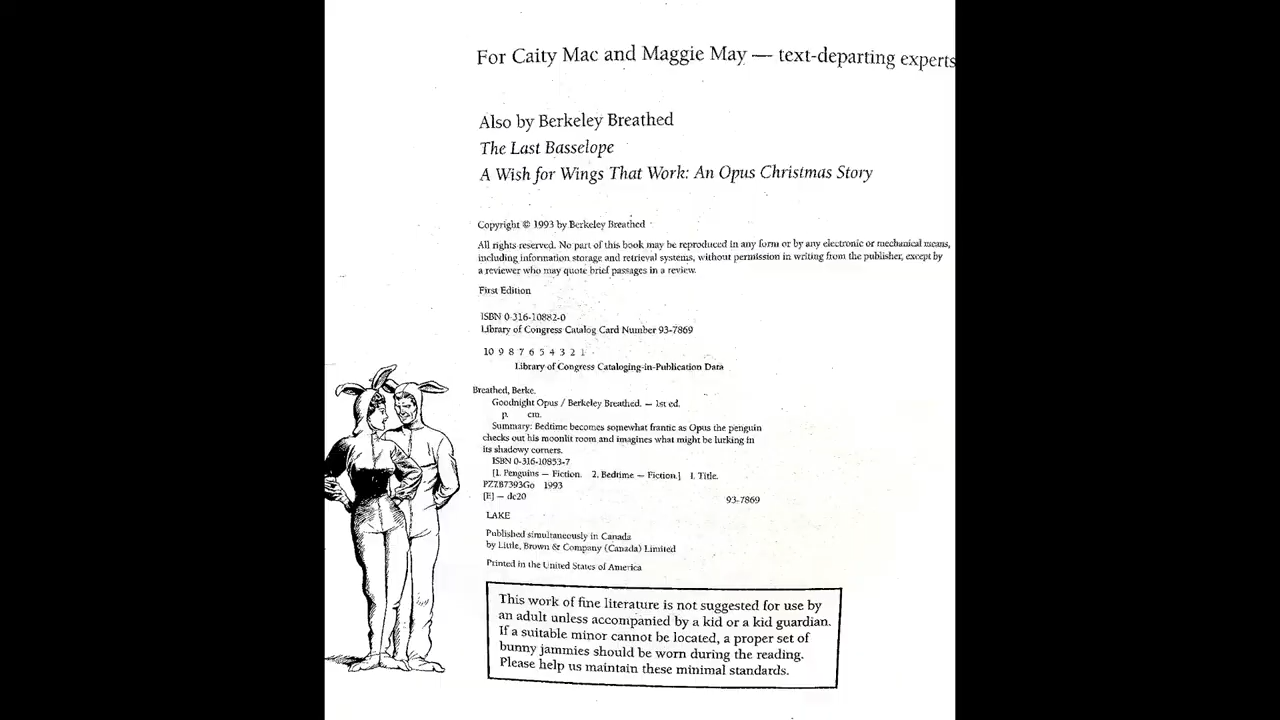 For Caity Mac and Maggie May — text-departing experts
Also by Berkeley Breathed
The Last Basselope
A Wish for Wings That Work: An Opus Christmas Story
Copyright © 1993 by Berkeley Breathed
All rights reserved. No part of this book may be reproduced in any form or by any electronic or mechanical means,
including information storage and retrieval systems, without permission in writing from the publisher, except by
a reviewer who may quote brief passages in a review.
First Edition
ISBN 0-316-10882-0
Library of Congress Catalog Card Number 93-7869
10 9 8 7 6 5 4 3 2 1
Library of Congress Cataloging-in-Publication Data
Breathed, Berke.
Goodnight Opus / Berkeley Breathed. — 1st ed.
p. cm.
Summary: Bedtime becomes somewhat frantic as Opus the penguin
checks out his moonlit room and imagines what might be lurking in
its shadowy corners.
ISBN 0-316-10853-7
[1. Penguins — Fiction. 2. Bedtime — Fiction.] I. Title.
PZ7.B7393Go 1993
[E] — dc20 93-7869
LAKE
Published simultaneously in Canada
by Little, Brown & Company (Canada) Limited
Printed in the United States of America
This work of fine literature is not suggested for use by
an adult unless accompanied by a kid or a kid guardian.
If a suitable minor cannot be located, a proper set of
bunny jammies should be worn during the reading.
Please help us maintain these minimal standards.